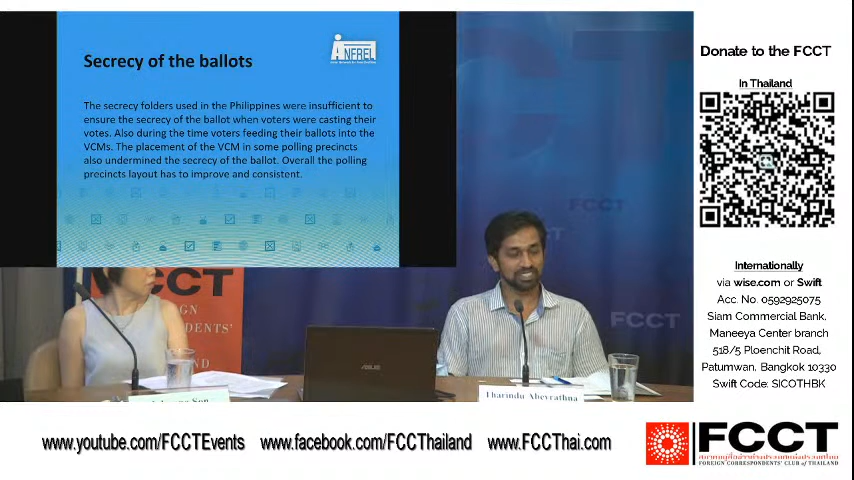 ANFREL
Secrecy of the ballots
The secrecy folders used in the Philippines were insufficient to
ensure the secrecy of the ballot when voters were casting their
votes. Also during the time voters feeding their ballots into the
VCMs. The placement of the VCM in some polling precincts
also undermined the secrecy of the ballot. Overall the polling
precincts layout has to improve and consistent.
FCCT
FCCT
FCCT
FOREIGN
ASUS
Tharindu Abeyrathna
Donate to the FCCT
In Thailand
Internationally
via wise.com or Swift
Acc. No. 0592925075
Siam Commercial Bank,
Maneeya Center branch
518/5 Ploenchit Road,
Patumwan, Bangkok 10330
Swift Code: SICOTHBK
www.youtube.com/FCCTEvents www.facebook.com/FCCThailand www.FCCThai.com
FCCT
FOREIGN CORRESPONDENTS' CLUB of THAILAND